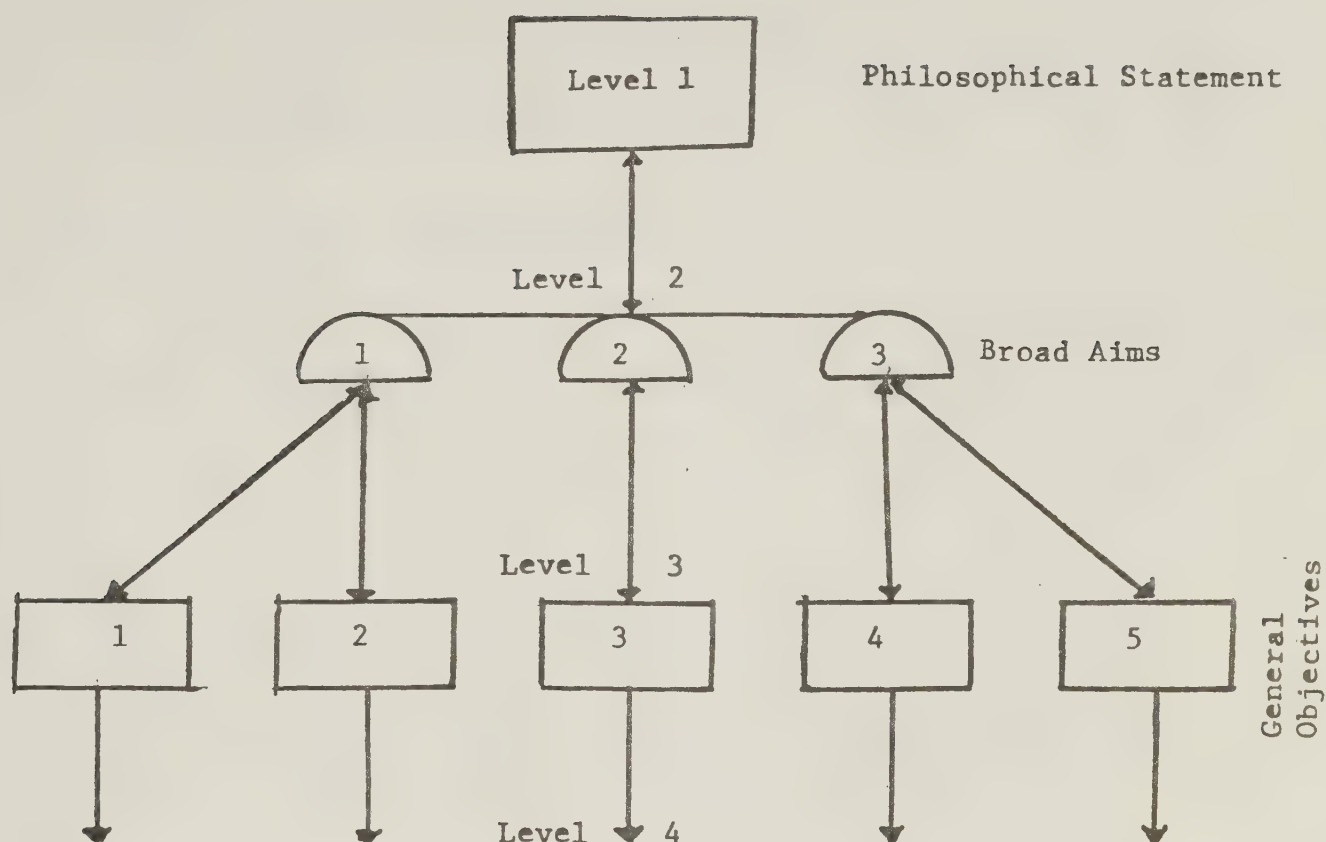 Level 1
Philosophical Statement
Level 2
1 2 3 Broad Aims
Level 3
1 2 3 4 5
General
Objectives
Level 4